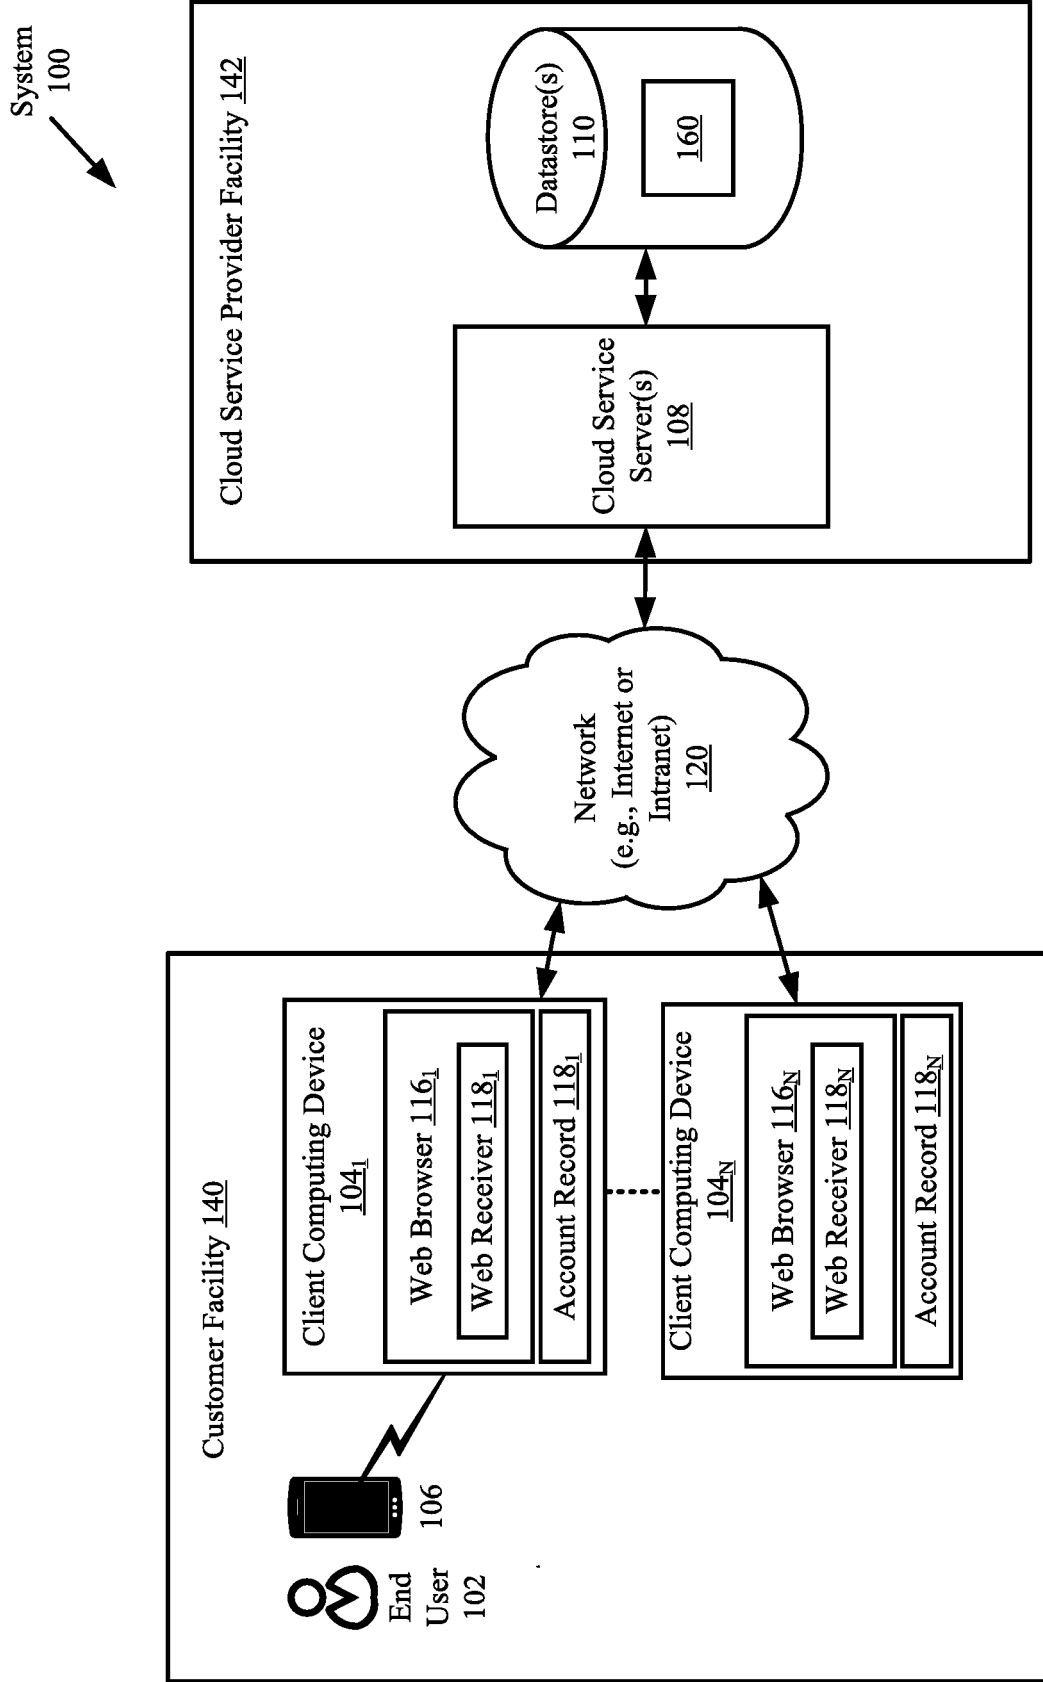 System
100
Customer Facility 140
End
User
102
106
Client Computing Device
104₁
Web Browser 116₁
Web Receiver 118₁
Account Record 118₁
Client Computing Device
104N
Web Browser 116N
Web Receiver 118N
Account Record 118N
Network
(e.g., Internet or
Intranet)
120
Cloud Service Provider Facility 142
Cloud Service
Server(s)
108
Datastore(s)
110
160